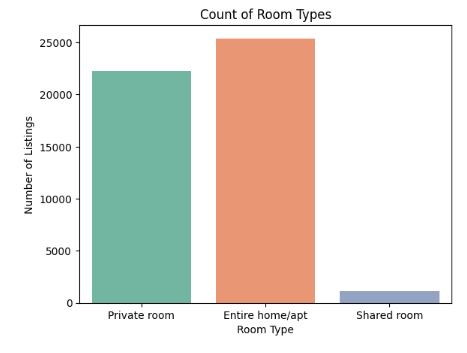 Count of Room Types
25000
20000
15000
10000
5000
0
Number of Listings
Private room
Entire home/apt
Shared room
Room Type